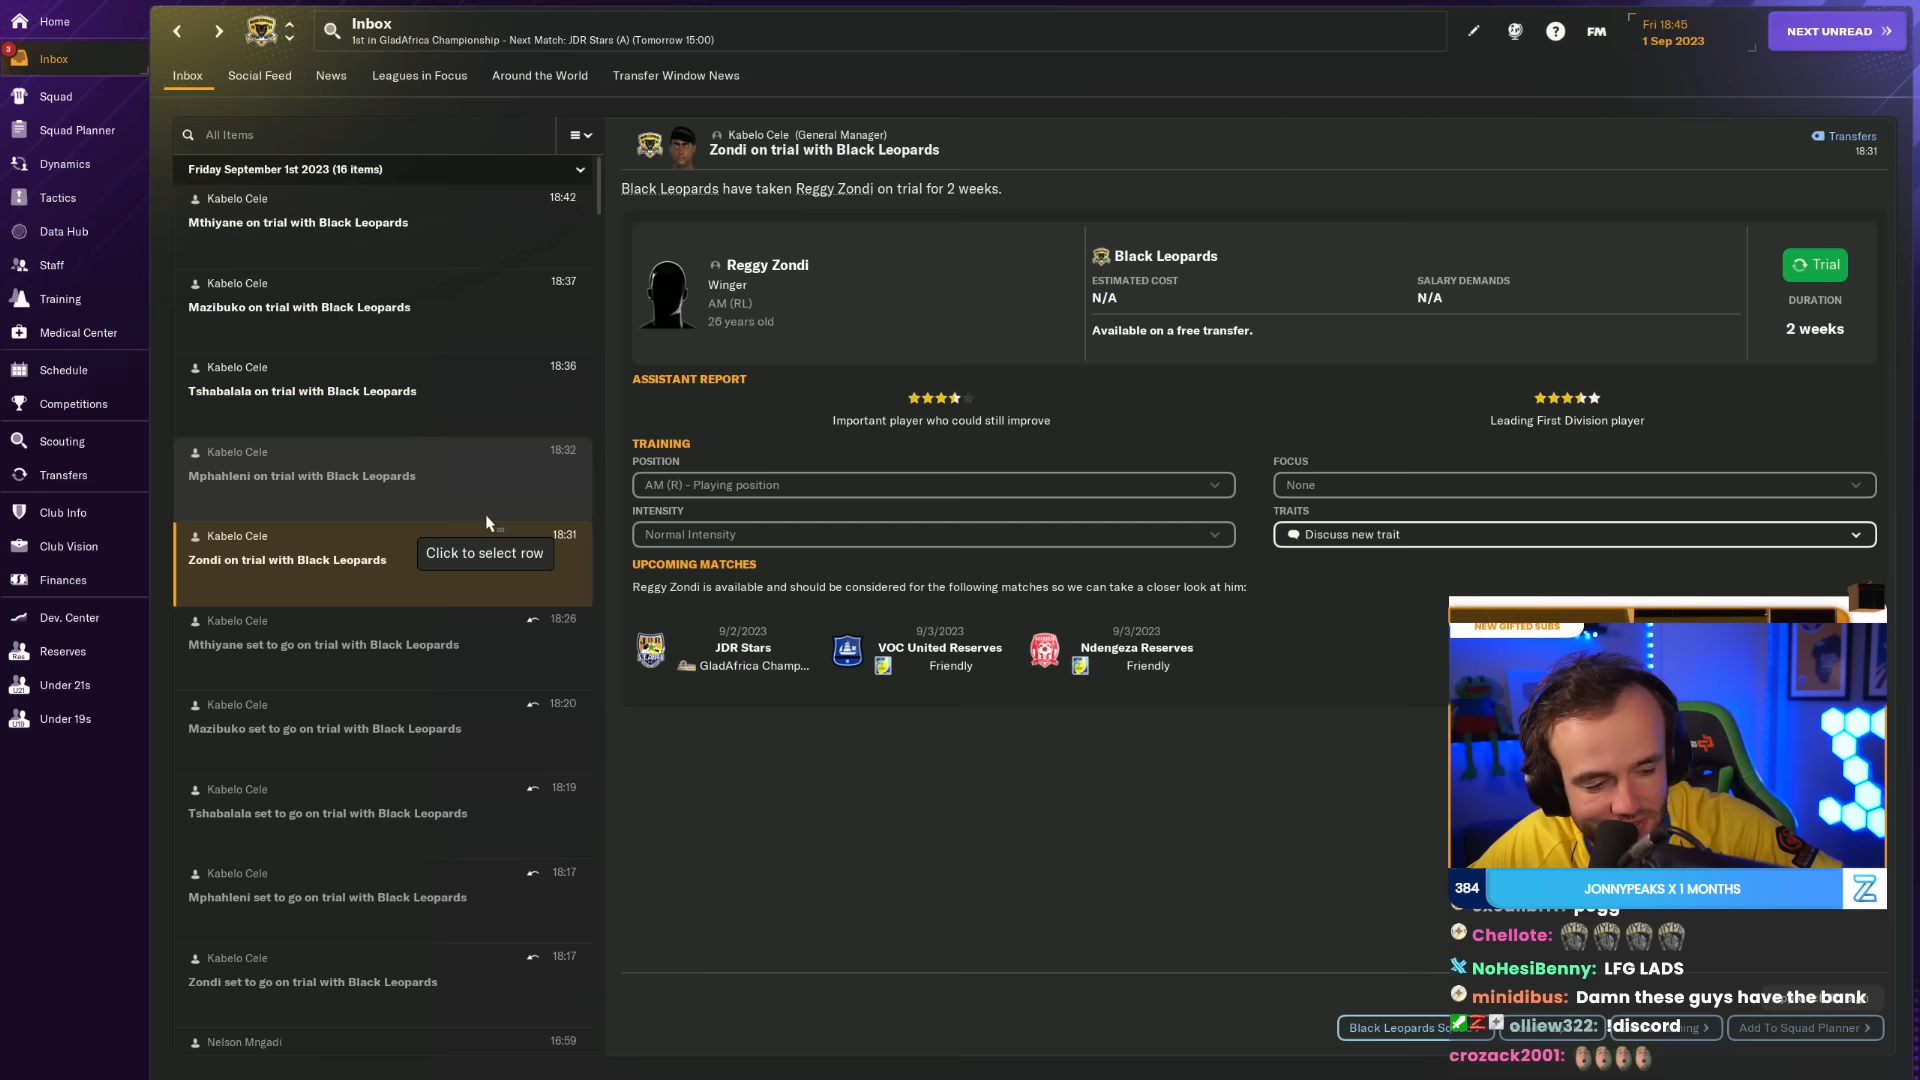 Home
3
Inbox
Squad
Squad Planner
Dynamics
Tactics
Data Hub
Staff
Training
Medical Center
Schedule
Competitions
Scouting
Transfers
Club Info
Club Vision
Finances
Dev. Center
Reserves
Under 21s
Under 19s
Inbox
1st in GladAfrica Championship - Next Match: JDR Stars (A) (Tomorrow 15:00)
FM
Fri 18:45
1 Sep 2023
NEXT UNREAD
Inbox Social Feed News Leagues in Focus Around the World Transfer Window News
All Items
Friday September 1st 2023 (16 items)
Kabelo Cele 18:42
Mthiyane on trial with Black Leopards
Kabelo Cele 18:37
Mazibuko on trial with Black Leopards
Kabelo Cele 18:36
Tshabalala on trial with Black Leopards
Kabelo Cele 18:32
Mphahleni on trial with Black Leopards
Kabelo Cele 18:31
Zondi on trial with Black Leopards
Click to select row
Kabelo Cele 18:26
Mthiyane set to go on trial with Black Leopards
Kabelo Cele 18:20
Mazibuko set to go on trial with Black Leopards
Kabelo Cele 18:19
Tshabalala set to go on trial with Black Leopards
Kabelo Cele 18:17
Mphahleni set to go on trial with Black Leopards
Kabelo Cele 18:17
Zondi set to go on trial with Black Leopards
Nelson Mngadi 16:59
Kabelo Cele (General Manager)
Zondi on trial with Black Leopards
Transfers
18:31
Black Leopards have taken Reggy Zondi on trial for 2 weeks.
Reggy Zondi
Winger
AM (RL)
26 years old
Black Leopards
ESTIMATED COST SALARY DEMANDS
N/A N/A
Available on a free transfer.
Trial
DURATION
2 weeks
ASSISTANT REPORT
Important player who could still improve Leading First Division player
TRAINING
POSITION FOCUS
AM (R) - Playing position None
INTENSITY TRAITS
Normal Intensity Discuss new trait
UPCOMING MATCHES
Reggy Zondi is available and should be considered for the following matches so we can take a closer look at him:
9/2/2023 9/3/2023 9/3/2023
JDR Stars VOC United Reserves Ndengeza Reserves
GladAfrica Champ... Friendly Friendly
NEW GIFTED SUBS
384 JONNYPEAKS X 1 MONTHS
pogg
Chellote:
NoHesiBenny: LFG LADS
minidibus: Damn these guys have the bank
Black Leopards
olliew322: !discord
Add To Squad Planner
crozack2001: